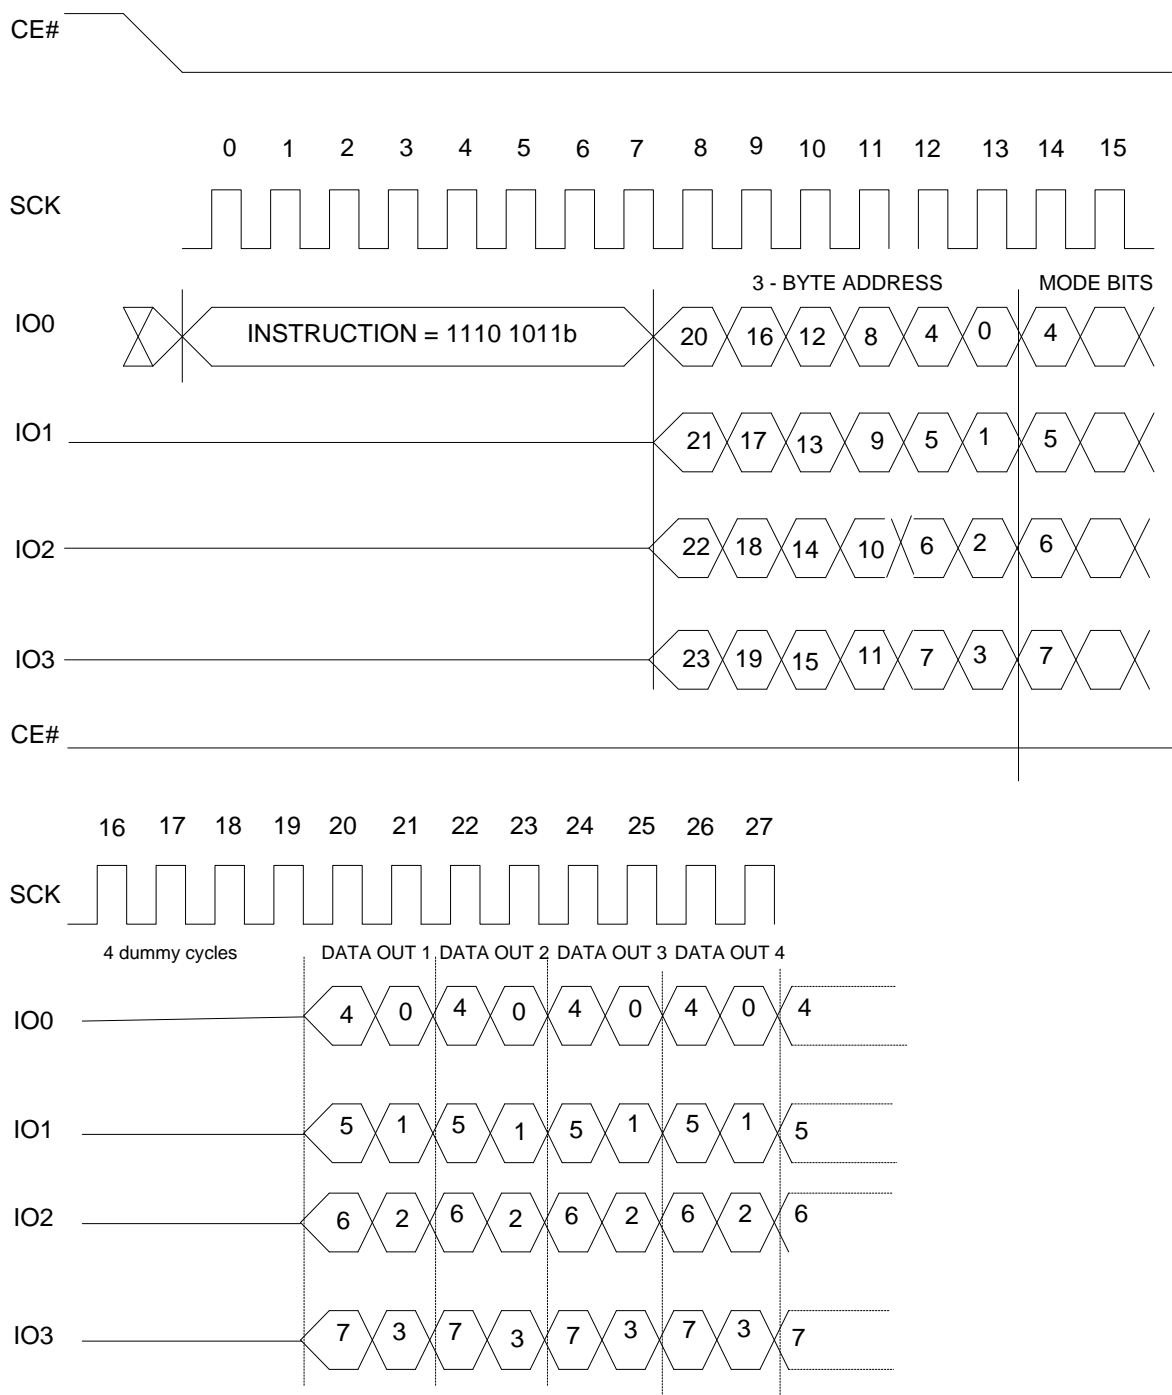 CE#
0 1 2 3 4 5 6 7 8 9 10 11 12 13 14 15
SCK
3 - BYTE ADDRESS MODE BITS
IO0 INSTRUCTION = 1110 1011b 20 16 12 8 4 0 4
IO1 21 17 13 9 5 1 5
IO2 22 18 14 10 6 2 6
IO3 23 19 15 11 7 3 7
CE#
16 17 18 19 20 21 22 23 24 25 26 27
SCK
4 dummy cycles DATA OUT 1 DATA OUT 2 DATA OUT 3 DATA OUT 4
IO0 4 0 4 0 4 0 4 0 4
IO1 5 1 5 1 5 1 5 1 5
IO2 6 2 6 2 6 2 6 2 6
IO3 7 3 7 3 7 3 7 3 7